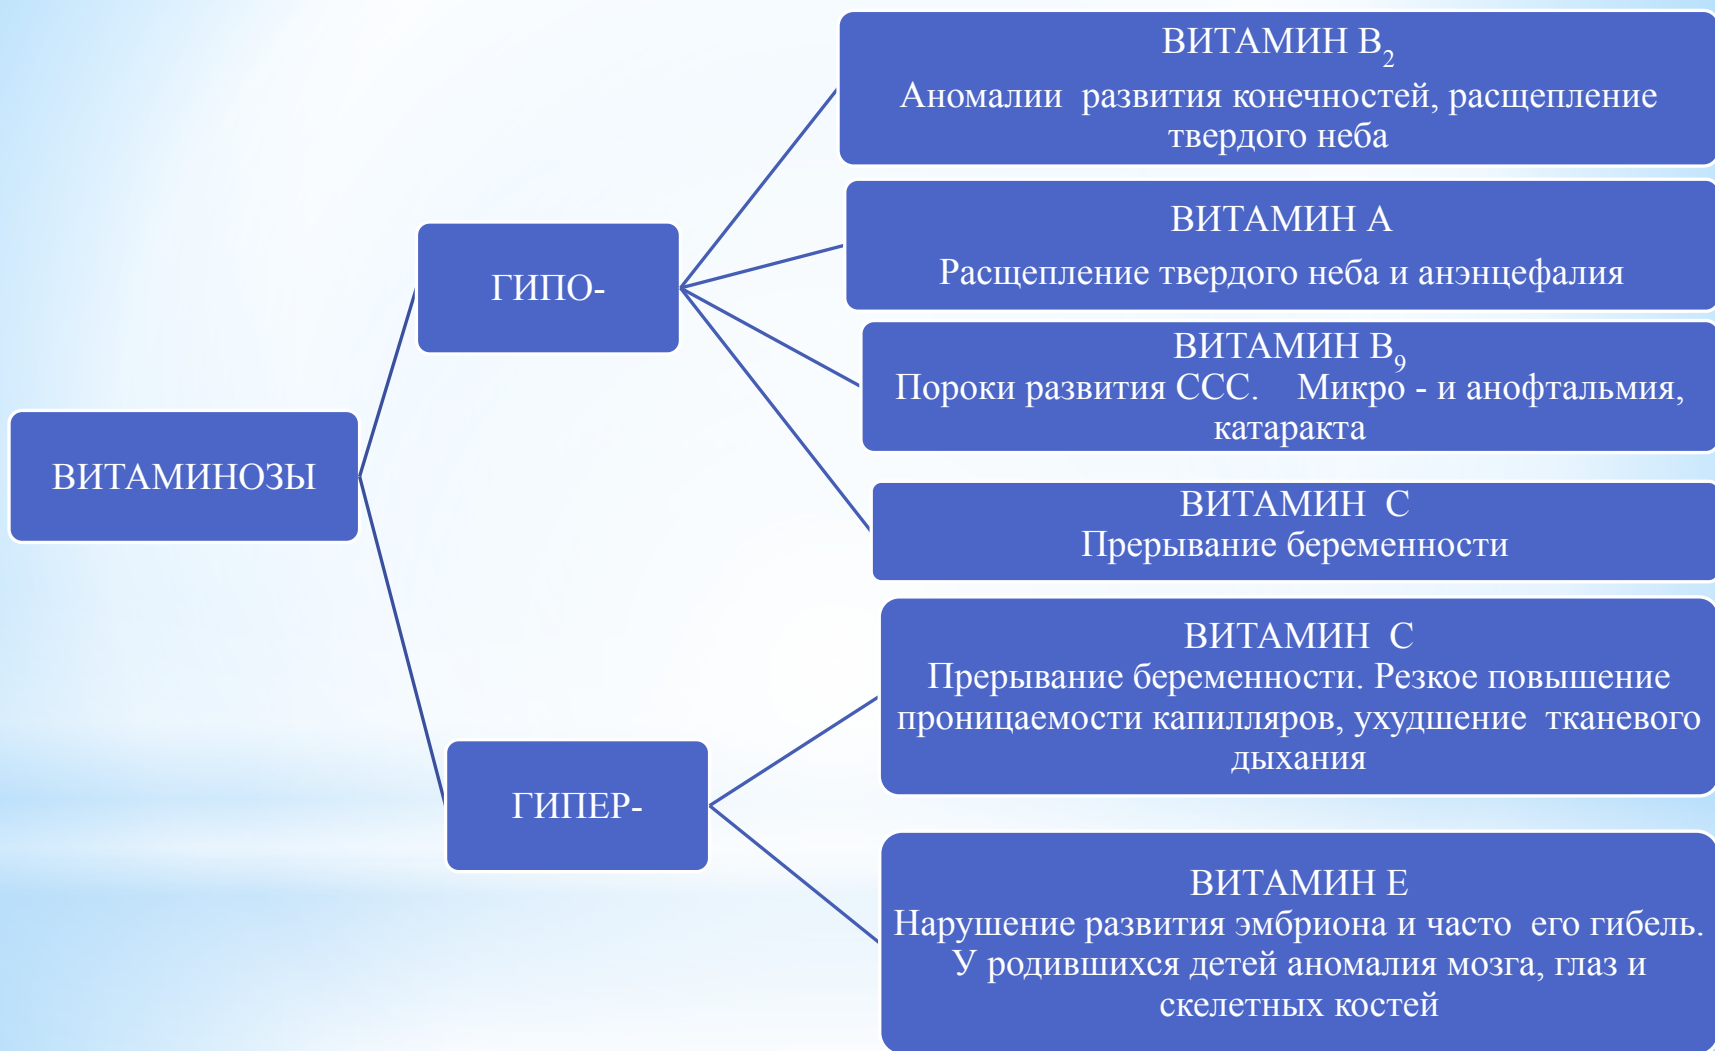 ВИТАМИНОЗЫ
ГИПО-
ВИТАМИН В₂
Аномалии развития конечностей, расщепление
твердого неба
ВИТАМИН А
Расщепление твердого неба и анэнцефалия
ВИТАМИН В₉
Пороки развития ССС. Микро - и анофтальмия,
катаракта
ВИТАМИН С
Прерывание беременности
ГИПЕР-
ВИТАМИН С
Прерывание беременности. Резкое повышение
проницаемости капилляров, ухудшение тканевого
дыхания
ВИТАМИН Е
Нарушение развития эмбриона и часто его гибель.
У родившихся детей аномалия мозга, глаз и
скелетных костей